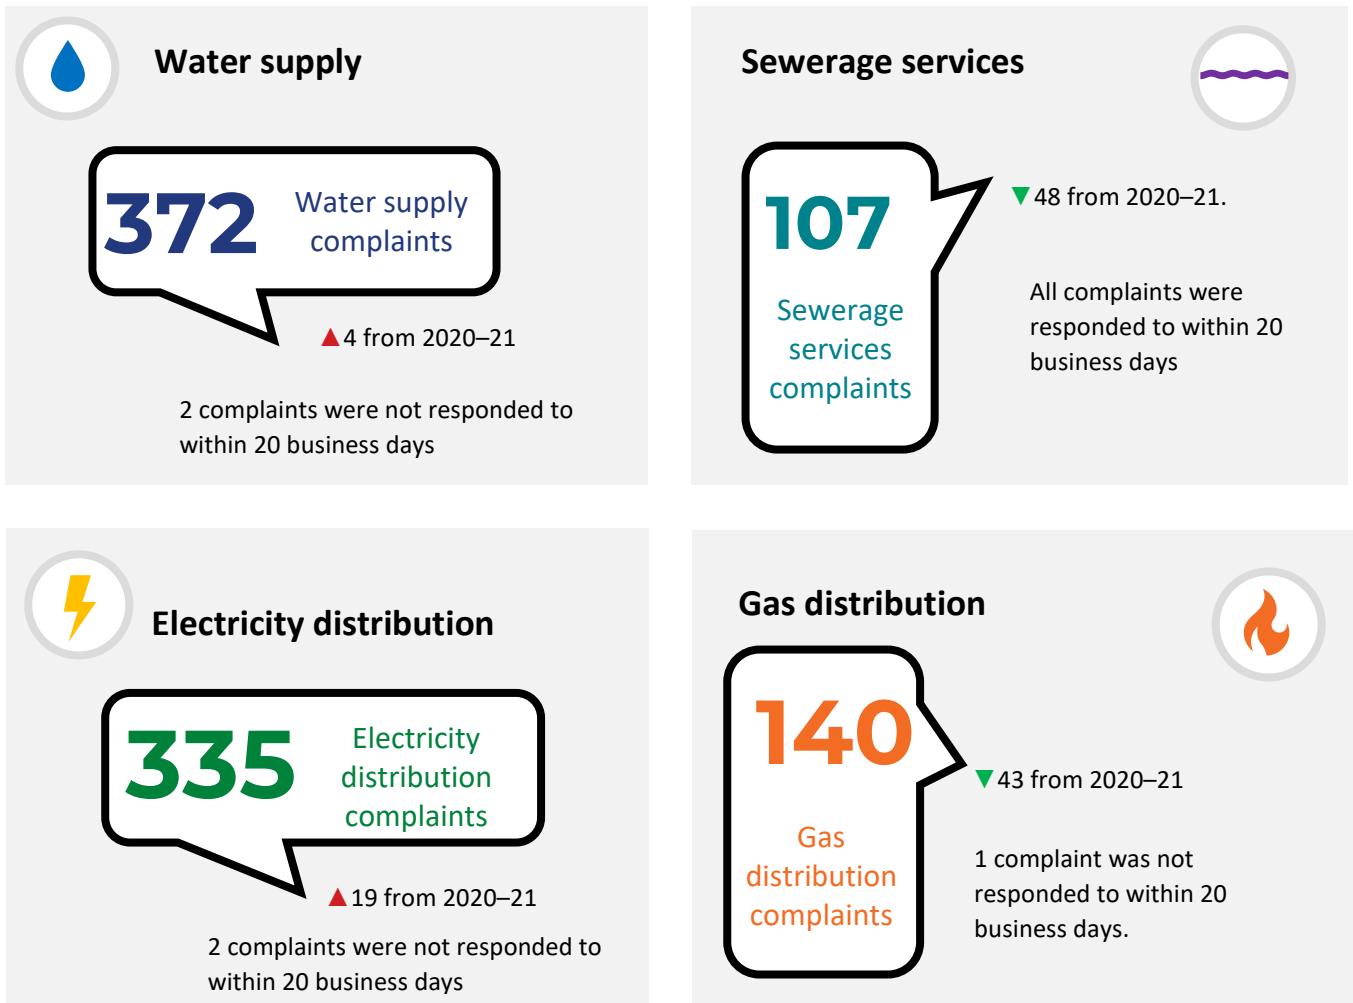 Water supply
372
Water supply
complaints
▲4 from 2020–21
2 complaints were not responded to
within 20 business days
Sewerage services
107
Sewerage
services
complaints
▼48 from 2020–21.
All complaints were
responded to within 20
business days
Electricity distribution
335
Electricity
distribution
complaints
▲19 from 2020–21
2 complaints were not responded to
within 20 business days
Gas distribution
140
Gas
distribution
complaints
▼43 from 2020–21
1 complaint was not
responded to within 20
business days.